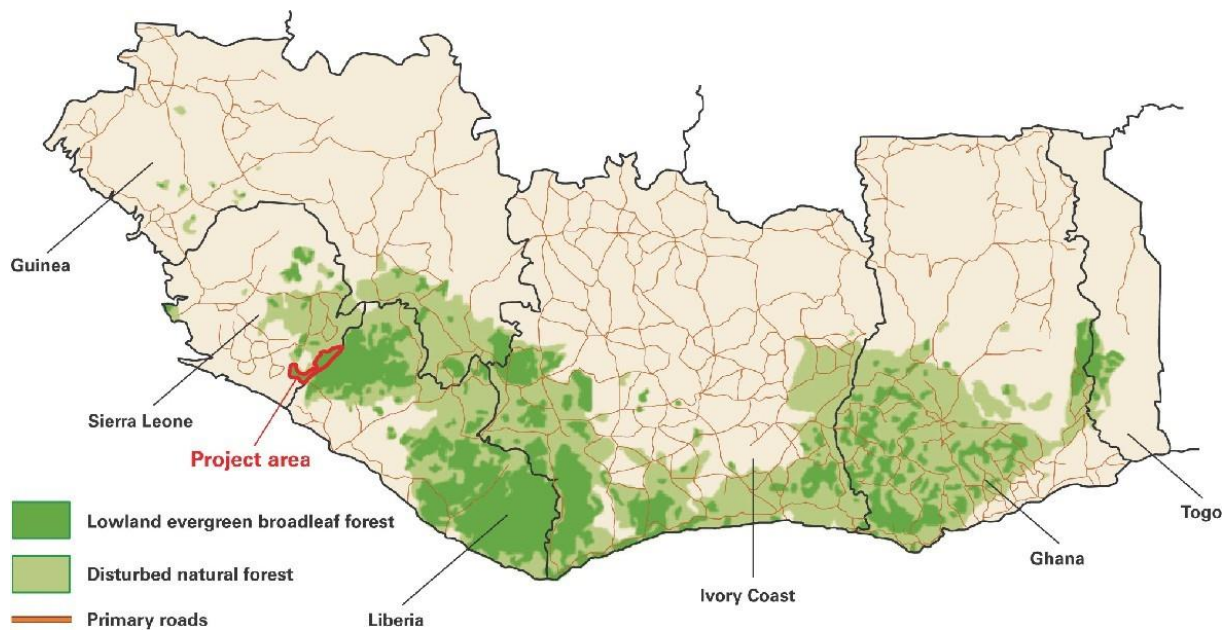 Guinea
Sierra Leone
Project area
Togo
Ghana
Ivory Coast
Liberia
Lowland evergreen broadleaf forest
Disturbed natural forest
Primary roads